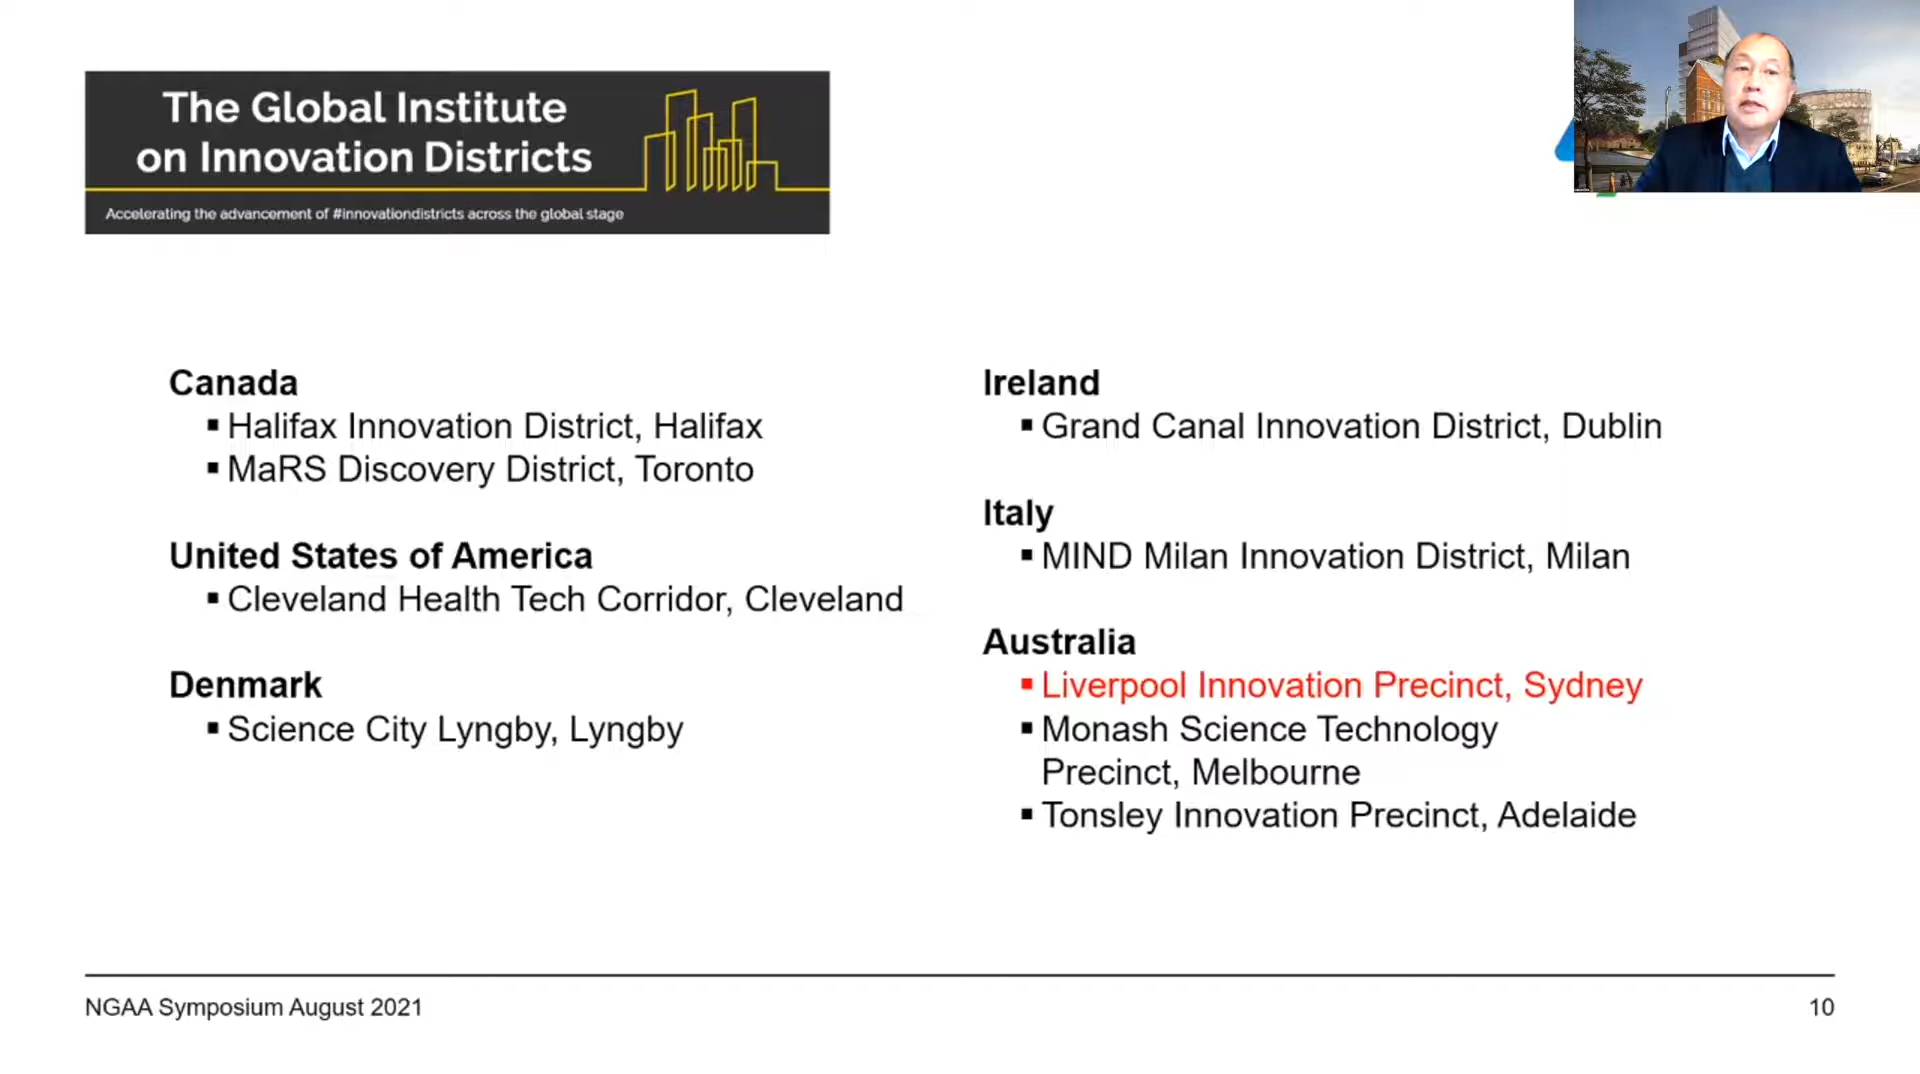 The Global Institute
on Innovation Districts
Accelerating the advancement of #innovationdistricts across the global stage
Canada
▪ Halifax Innovation District, Halifax
▪ MaRS Discovery District, Toronto
United States of America
▪ Cleveland Health Tech Corridor, Cleveland
Denmark
▪ Science City Lyngby, Lyngby
Ireland
▪ Grand Canal Innovation District, Dublin
Italy
▪ MIND Milan Innovation District, Milan
Australia
▪ Liverpool Innovation Precinct, Sydney
▪ Monash Science Technology
Precinct, Melbourne
▪ Tonsley Innovation Precinct, Adelaide
NGAA Symposium August 2021
10